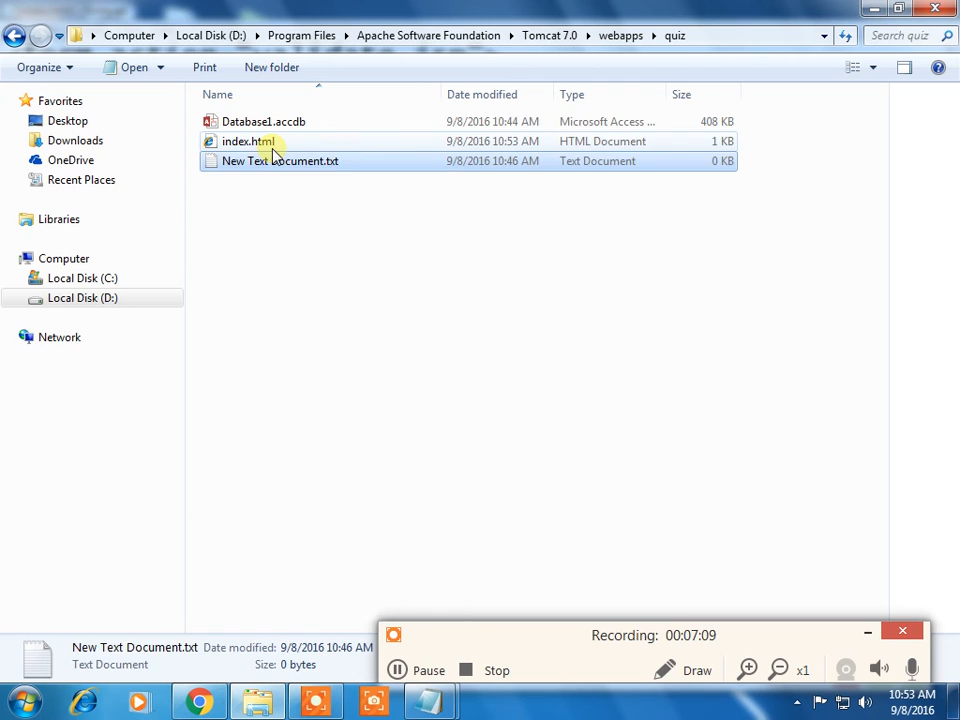 Computer Local Disk (D:) Program Files Apache Software Foundation Tomcat 7.0 webapps quiz Search quiz
Organize Open Print New folder
Name Date modified Type Size
Favorites
Desktop
Downloads
OneDrive
Recent Places
Libraries
Computer
Local Disk (C:)
Local Disk (D:)
Network
Database1.accdb 9/8/2016 10:44 AM Microsoft Access ... 408 KB
index.html 9/8/2016 10:53 AM HTML Document 1 KB
New Text Document.txt 9/8/2016 10:46 AM Text Document 0 KB
New Text Document.txt Date modified: 9/8/2016 10:46 AM
Text Document Size: 0 bytes
Recording: 00:07:09
Pause Stop Draw x1
10:53 AM
9/8/2016